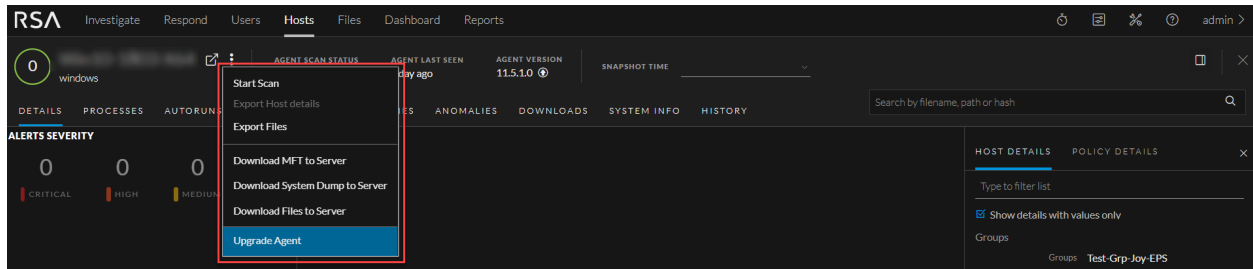 RSA Investigate Respond Users Hosts Files Dashboard Reports admin >
0 windows
AGENT SCAN STATUS AGENT LAST SEEN day ago AGENT VERSION 11.5.1.0 SNAPSHOT TIME
Start Scan
Export Host details
Export Files
Download MFT to Server
Download System Dump to Server
Download Files to Server
Upgrade Agent
DETAILS PROCESSES AUTORUNS ES ANOMALIES DOWNLOADS SYSTEM INFO HISTORY
Search by filename, path or hash
ALERTS SEVERITY
0 0 0
CRITICAL HIGH MEDIUM
HOST DETAILS POLICY DETAILS
Type to filter list
Show details with values only
Groups
Groups Test-Grp-Joy-EPS